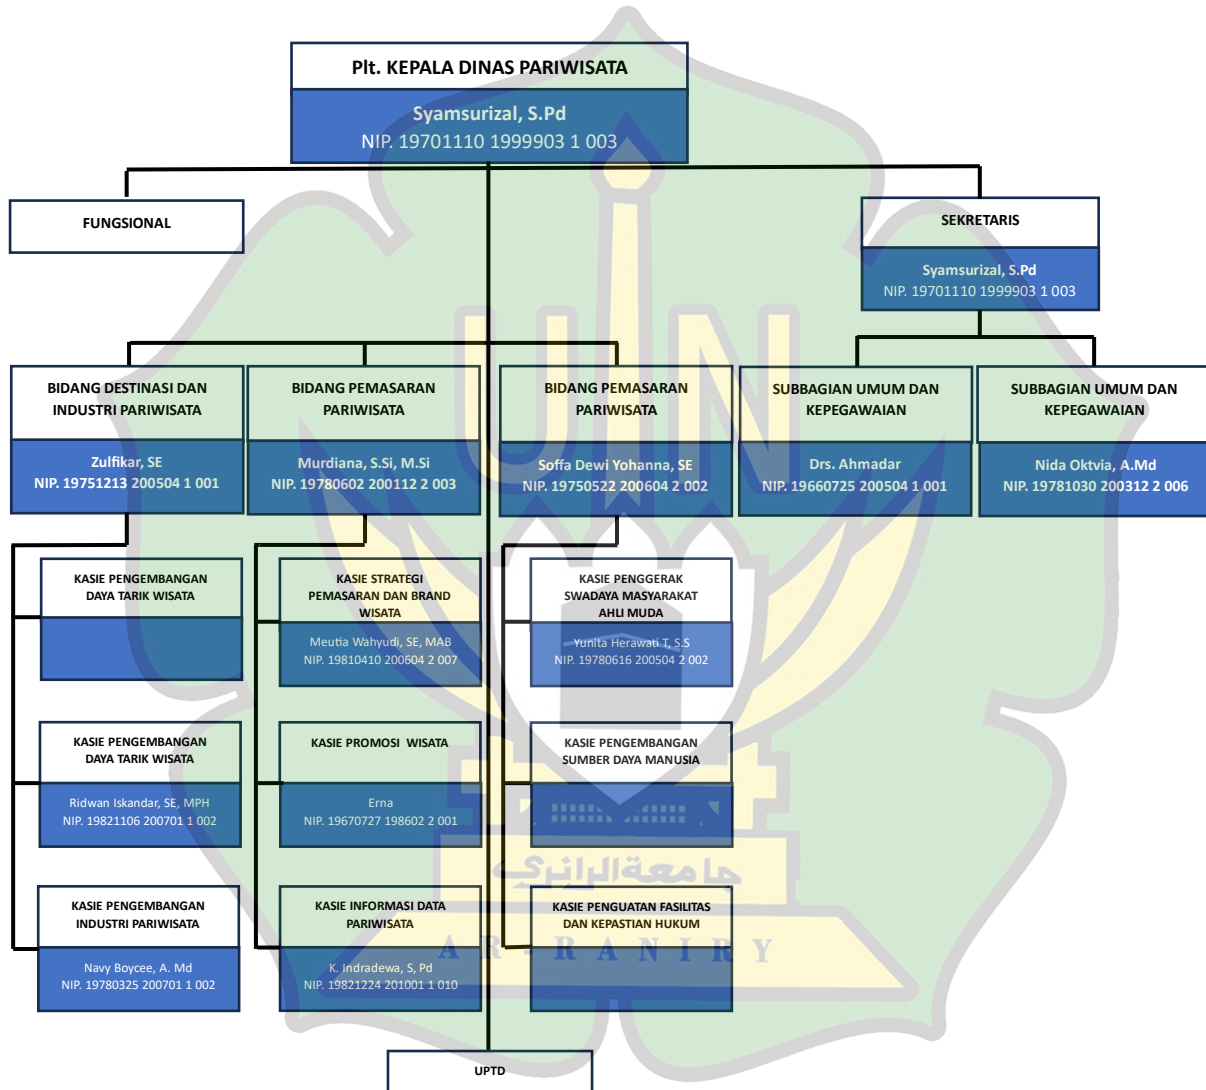 Plt. KEPALA DINAS PARIWISATA
Syamsurizal, S.Pd
NIP. 19701110 1999903 1 003
FUNGSIONAL
SEKRETARIS
Syamsurizal, S.Pd
NIP. 19701110 1999903 1 003
BIDANG DESTINASI DAN
INDUSTRI PARIWISATA
Zulfikar, SE
NIP. 19751213 200504 1 001
BIDANG PEMASARAN
PARIWISATA
Murdiana, S.Si, M.Si
NIP. 19780602 200112 2 003
BIDANG PEMASARAN
PARIWISATA
Soffa Dewi Yohanna, SE
NIP. 19750522 200604 2 002
SUBBAGIAN UMUM DAN
KEPEGAWAIAN
Drs. Ahmadar
NIP. 19660725 200504 1 001
SUBBAGIAN UMUM DAN
KEPEGAWAIAN
Nida Oktvia, A.Md
NIP. 19781030 200312 2 006
KASIE PENGEMBANGAN
DAYA TARIK WISATA
KASIE STRATEGI
PEMASARAN DAN BRAND
WISATA
Meutia Wahyudi, SE, MAB
NIP. 19810410 200604 2 007
KASIE PENGGERAK
SWADAYA MASYARAKAT
AHLI MUDA
Yunita Herawati T, S.S
NIP. 19780616 200504 2 002
KASIE PENGEMBANGAN
DAYA TARIK WISATA
Ridwan Iskandar, SE, MPH
NIP. 19821106 200701 1 002
KASIE PROMOSI WISATA
Erna
NIP. 19670727 198602 2 001
KASIE PENGEMBANGAN
SUMBER DAYA MANUSIA
KASIE PENGEMBANGAN
INDUSTRI PARIWISATA
Navy Boycee, A. Md
NIP. 19780325 200701 1 002
KASIE INFORMASI DATA
PARIWISATA
K. Indradewa, S, Pd
NIP. 19821224 201001 1 010
KASIE PENGUATAN FASILITAS
DAN KEPASTIAN HUKUM
UPTD
UIN
جامعة الرانري
AR-RANIRY